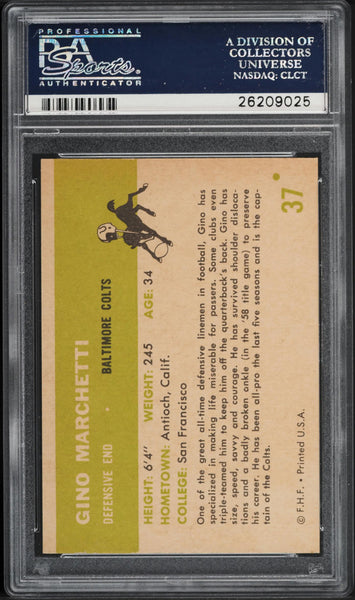 PROFESSIONAL
PSA
Sports
AUTHENTICATOR
A DIVISION OF
COLLECTORS
UNIVERSE
NASDAQ: CLCT
26209025
GINO MARCHETTI
DEFENSIVE END • BALTIMORE COLTS
HEIGHT: 6'4" WEIGHT: 245 AGE: 34
HOMETOWN: Antioch, Calif.
COLLEGE: San Francisco
37
One of the great all-time defensive linemen in football, Gino has
specialized in making life miserable for passers. Some clubs even
triple-teamed him to keep him off the quarterback's back. Gino has
size, speed, savvy and courage. He has survived shoulder disloca-
tions and a badly broken ankle (in the '58 title game) to preserve
his career. He has been all-pro the last five seasons and is the cap-
tain of the Colts.
© F.H.F. • Printed U.S.A.